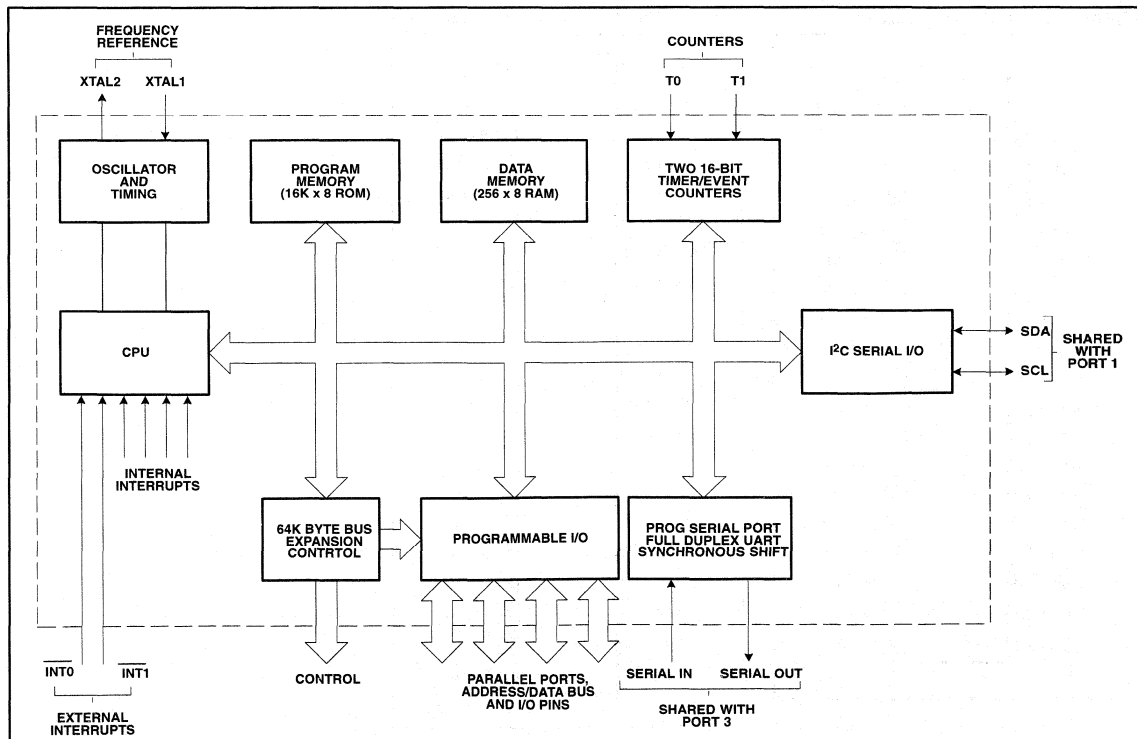 FREQUENCY
REFERENCE
XTAL2 XTAL1
COUNTERS
T0 T1
OSCILLATOR
AND
TIMING
PROGRAM
MEMORY
(16K x 8 ROM)
DATA
MEMORY
(256 x 8 RAM)
TWO 16-BIT
TIMER/EVENT
COUNTERS
CPU
I²C SERIAL I/O
SDA
SCL
SHARED
WITH
PORT 1
INTERNAL
INTERRUPTS
64K BYTE BUS
EXPANSION
CONTRTOL
PROGRAMMABLE I/O
PROG SERIAL PORT
FULL DUPLEX UART
SYNCHRONOUS SHIFT
INT0 INT1
EXTERNAL
INTERRUPTS
CONTROL
PARALLEL PORTS,
ADDRESS/DATA BUS
AND I/O PINS
SERIAL IN SERIAL OUT
SHARED WITH
PORT 3